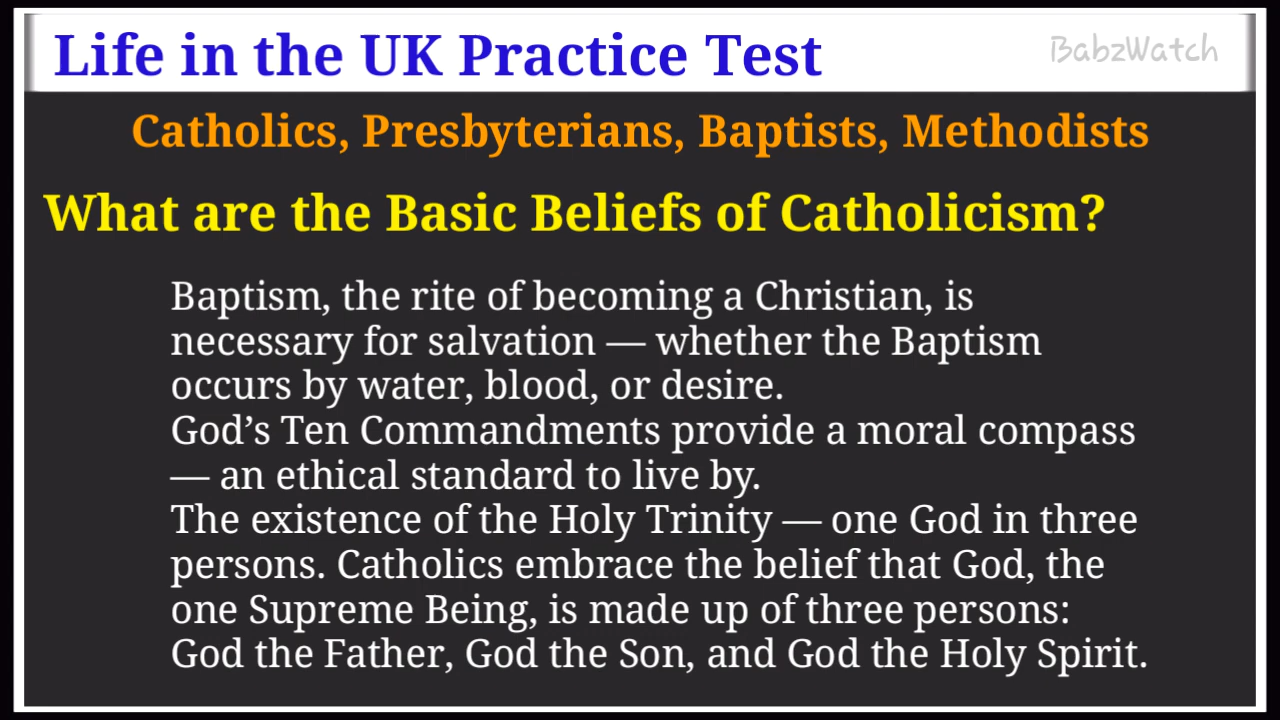 Life in the UK Practice Test
BabzWatch
Catholics, Presbyterians, Baptists, Methodists
What are the Basic Beliefs of Catholicism?
Baptism, the rite of becoming a Christian, is
necessary for salvation — whether the Baptism
occurs by water, blood, or desire.
God’s Ten Commandments provide a moral compass
— an ethical standard to live by.
The existence of the Holy Trinity — one God in three
persons. Catholics embrace the belief that God, the
one Supreme Being, is made up of three persons:
God the Father, God the Son, and God the Holy Spirit.